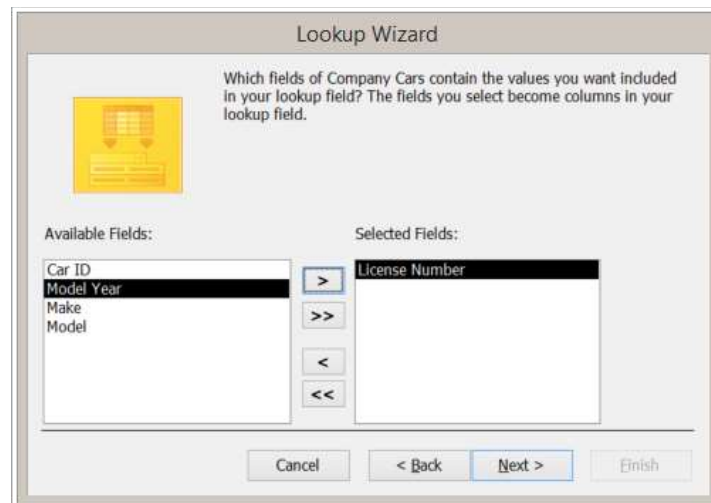 Lookup Wizard
Which fields of Company Cars contain the values you want included
in your lookup field? The fields you select become columns in your
lookup field.
Available Fields:
Selected Fields:
Car ID
Model Year
Make
Model
>
>>
<
<<
License Number
Cancel
< Back
Next >
Finish